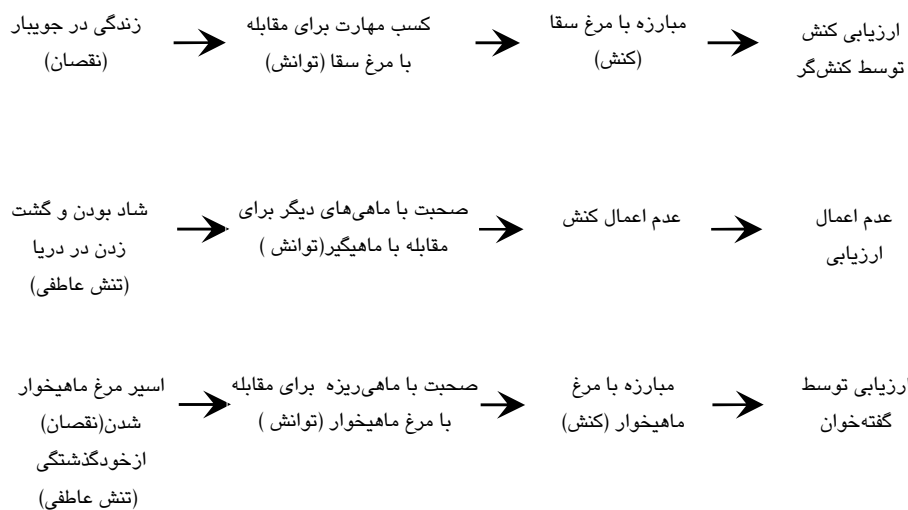 زندگی در جویبار
(نقصان)
کسب مهارت برای مقابله
با مرغ سقا (توانش)
مبارزه با مرغ سقا
(کنش)
ارزیابی کنش
توسط کنش‌گر
شاد بودن و گشت
زدن در دریا
(تنش عاطفی)
صحبت با ماهی‌های دیگر برای
مقابله با ماهیگیر(توانش )
عدم اعمال کنش
عدم اعمال
ارزیابی
اسیر مرغ ماهیخوار
شدن(نقصان)
ازخودگذشتگی
(تنش عاطفی)
صحبت با ماهی‌ریزه برای مقابله
با مرغ ماهیخوار (توانش )
مبارزه با مرغ
ماهیخوار (کنش)
ارزیابی توسط
گفته‌خوان